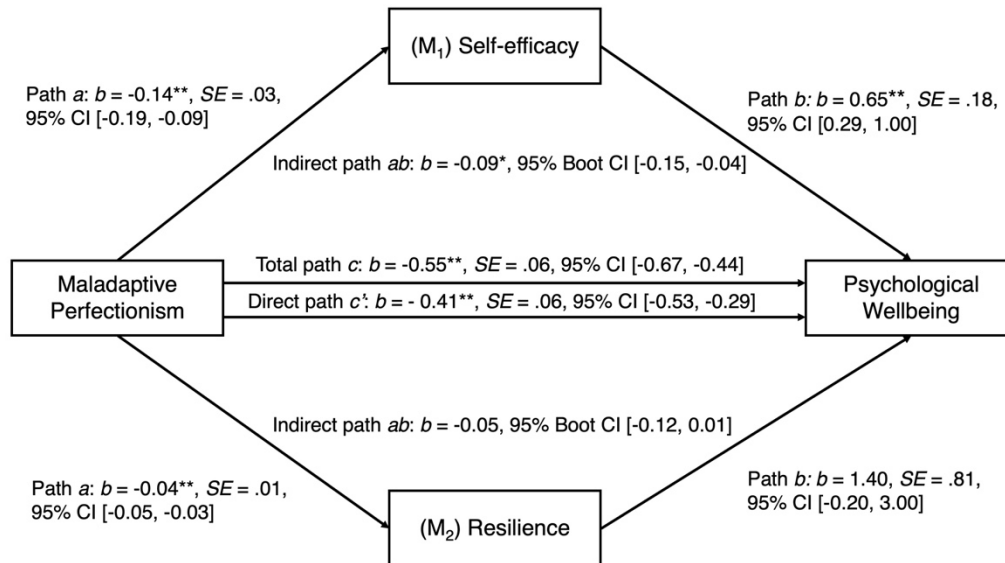 (M₁) Self-efficacy
Path a: b = -0.14**, SE = .03,
95% CI [-0.19, -0.09]
Path b: b = 0.65**, SE = .18,
95% CI [0.29, 1.00]
Indirect path ab: b = -0.09*, 95% Boot CI [-0.15, -0.04]
Maladaptive
Perfectionism
Total path c: b = -0.55**, SE = .06, 95% CI [-0.67, -0.44]
Direct path c': b = - 0.41**, SE = .06, 95% CI [-0.53, -0.29]
Psychological
Wellbeing
Indirect path ab: b = -0.05, 95% Boot CI [-0.12, 0.01]
Path a: b = -0.04**, SE = .01,
95% CI [-0.05, -0.03]
Path b: b = 1.40, SE = .81,
95% CI [-0.20, 3.00]
(M₂) Resilience